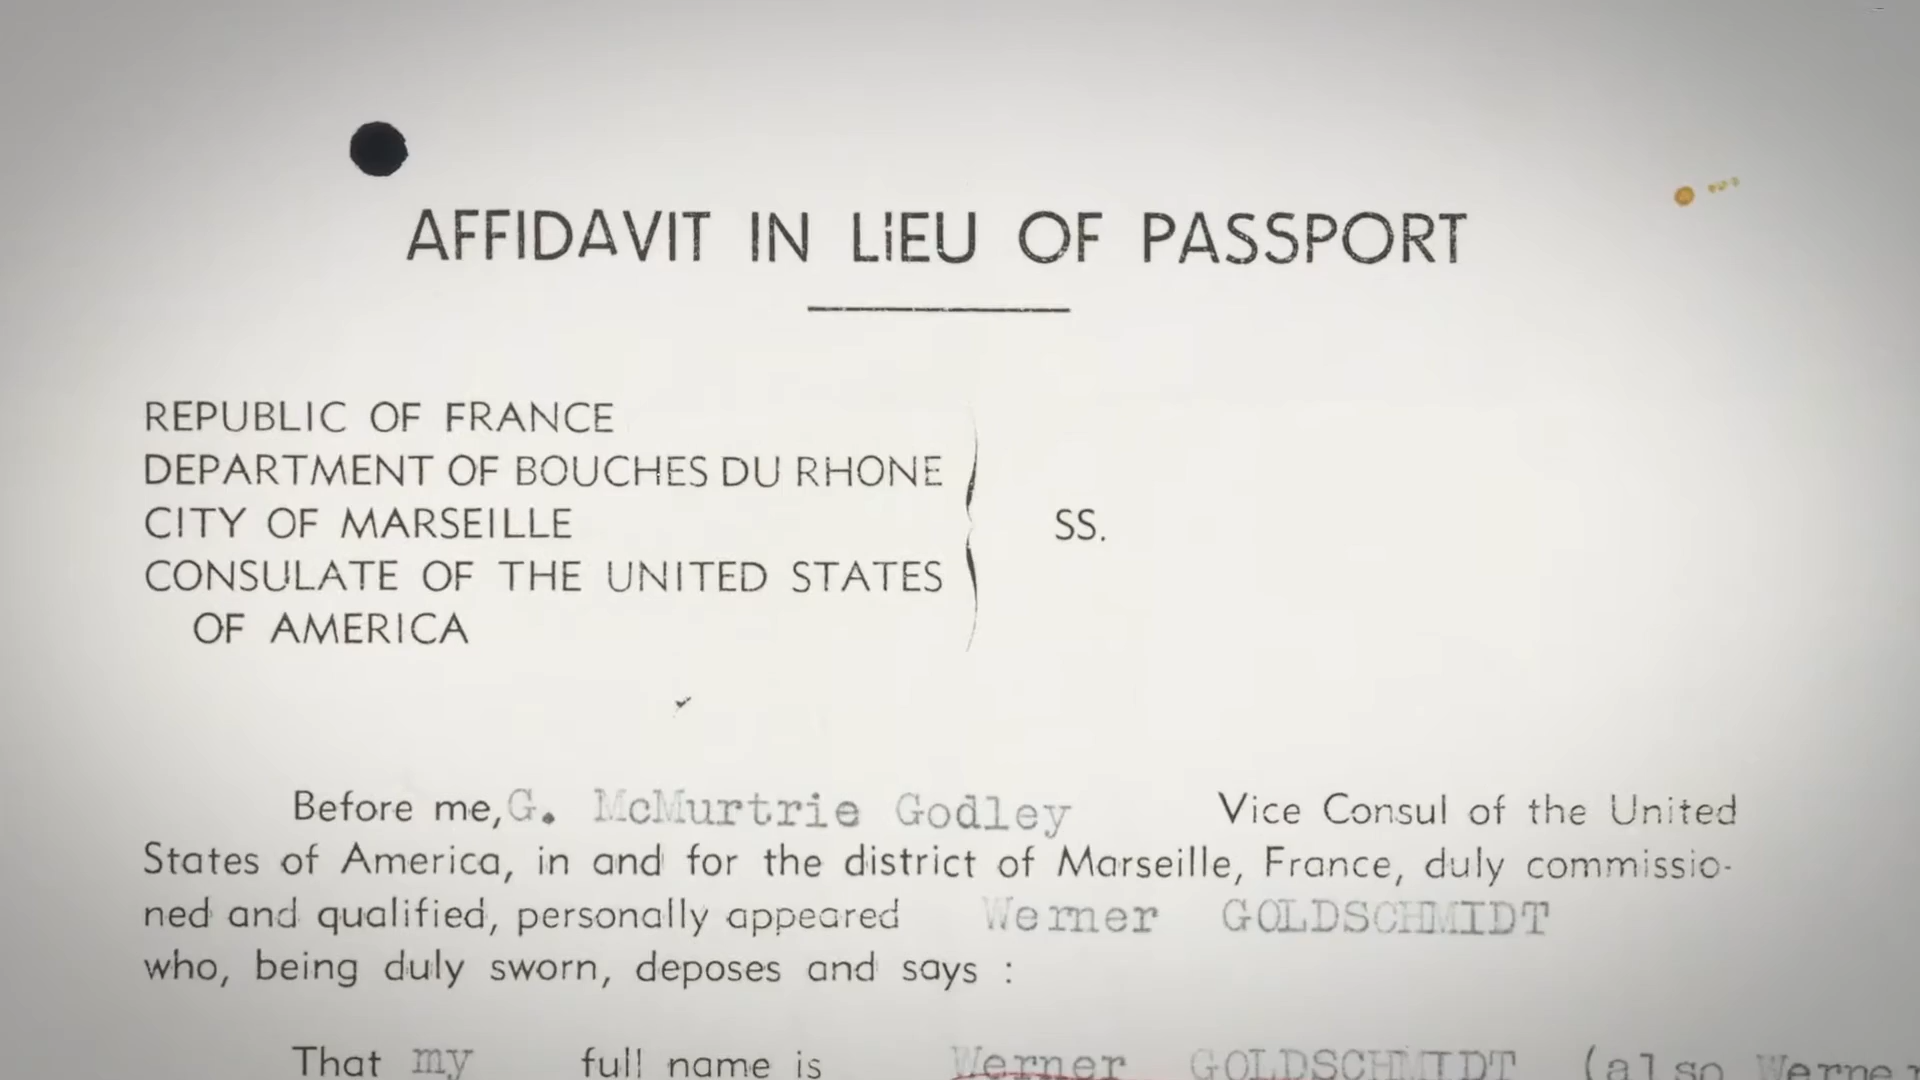 AFFIDAVIT IN LIEU OF PASSPORT
REPUBLIC OF FRANCE
DEPARTMENT OF BOUCHES DU RHONE
CITY OF MARSEILLE
CONSULATE OF THE UNITED STATES
OF AMERICA
SS.
Before me, G. McMurtrie Godley Vice Consul of the United
States of America, in and for the district of Marseille, France, duly commissio-
ned and qualified, personally appeared Werner GOLDSCHMIDT
who, being duly sworn, deposes and says :
That my full name is Werner GOLDSCHMIDT (also Werner